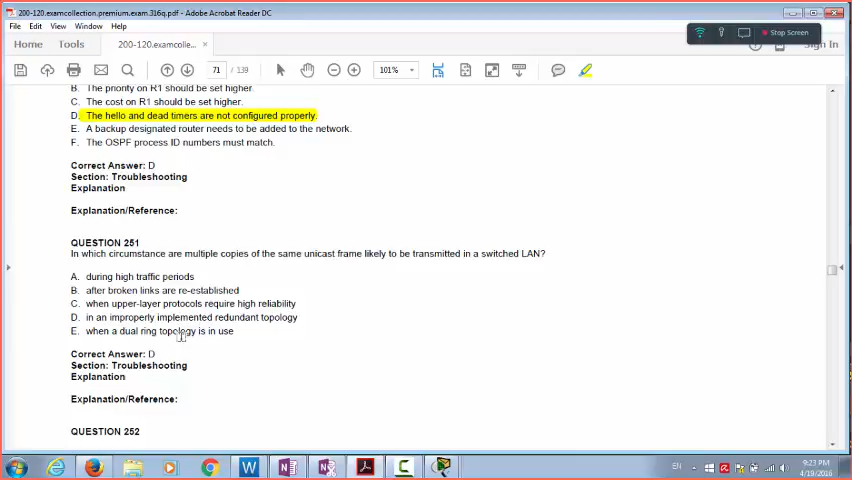 200-120.examcollection.premium.exam.316q.pdf - Adobe Acrobat Reader DC
File Edit View Window Help
Stop Screen
Home Tools 200-120.examcolle... × Sign In
71 / 139 101%
B. The priority on R1 should be set higher.
C. The cost on R1 should be set higher.
D. The hello and dead timers are not configured properly.
E. A backup designated router needs to be added to the network.
F. The OSPF process ID numbers must match.
Correct Answer: D
Section: Troubleshooting
Explanation
Explanation/Reference:
QUESTION 251
In which circumstance are multiple copies of the same unicast frame likely to be transmitted in a switched LAN?
A. during high traffic periods
B. after broken links are re-established
C. when upper-layer protocols require high reliability
D. in an improperly implemented redundant topology
E. when a dual ring topology is in use
Correct Answer: D
Section: Troubleshooting
Explanation
Explanation/Reference:
QUESTION 252
EN 9:23 PM
4/19/2016